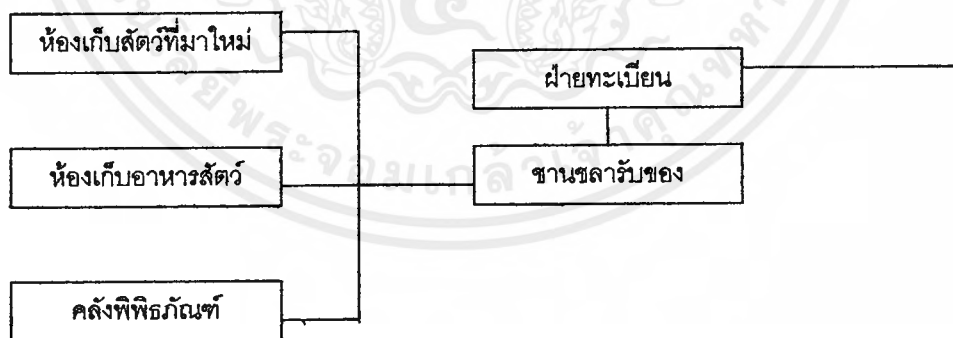 ห้องเก็บสัตว์ที่มาใหม่
ฝ่ายทะเบียน
ห้องเก็บอาหารสัตว์
ชานชลารับของ
คลังพิพิธภัณฑ์